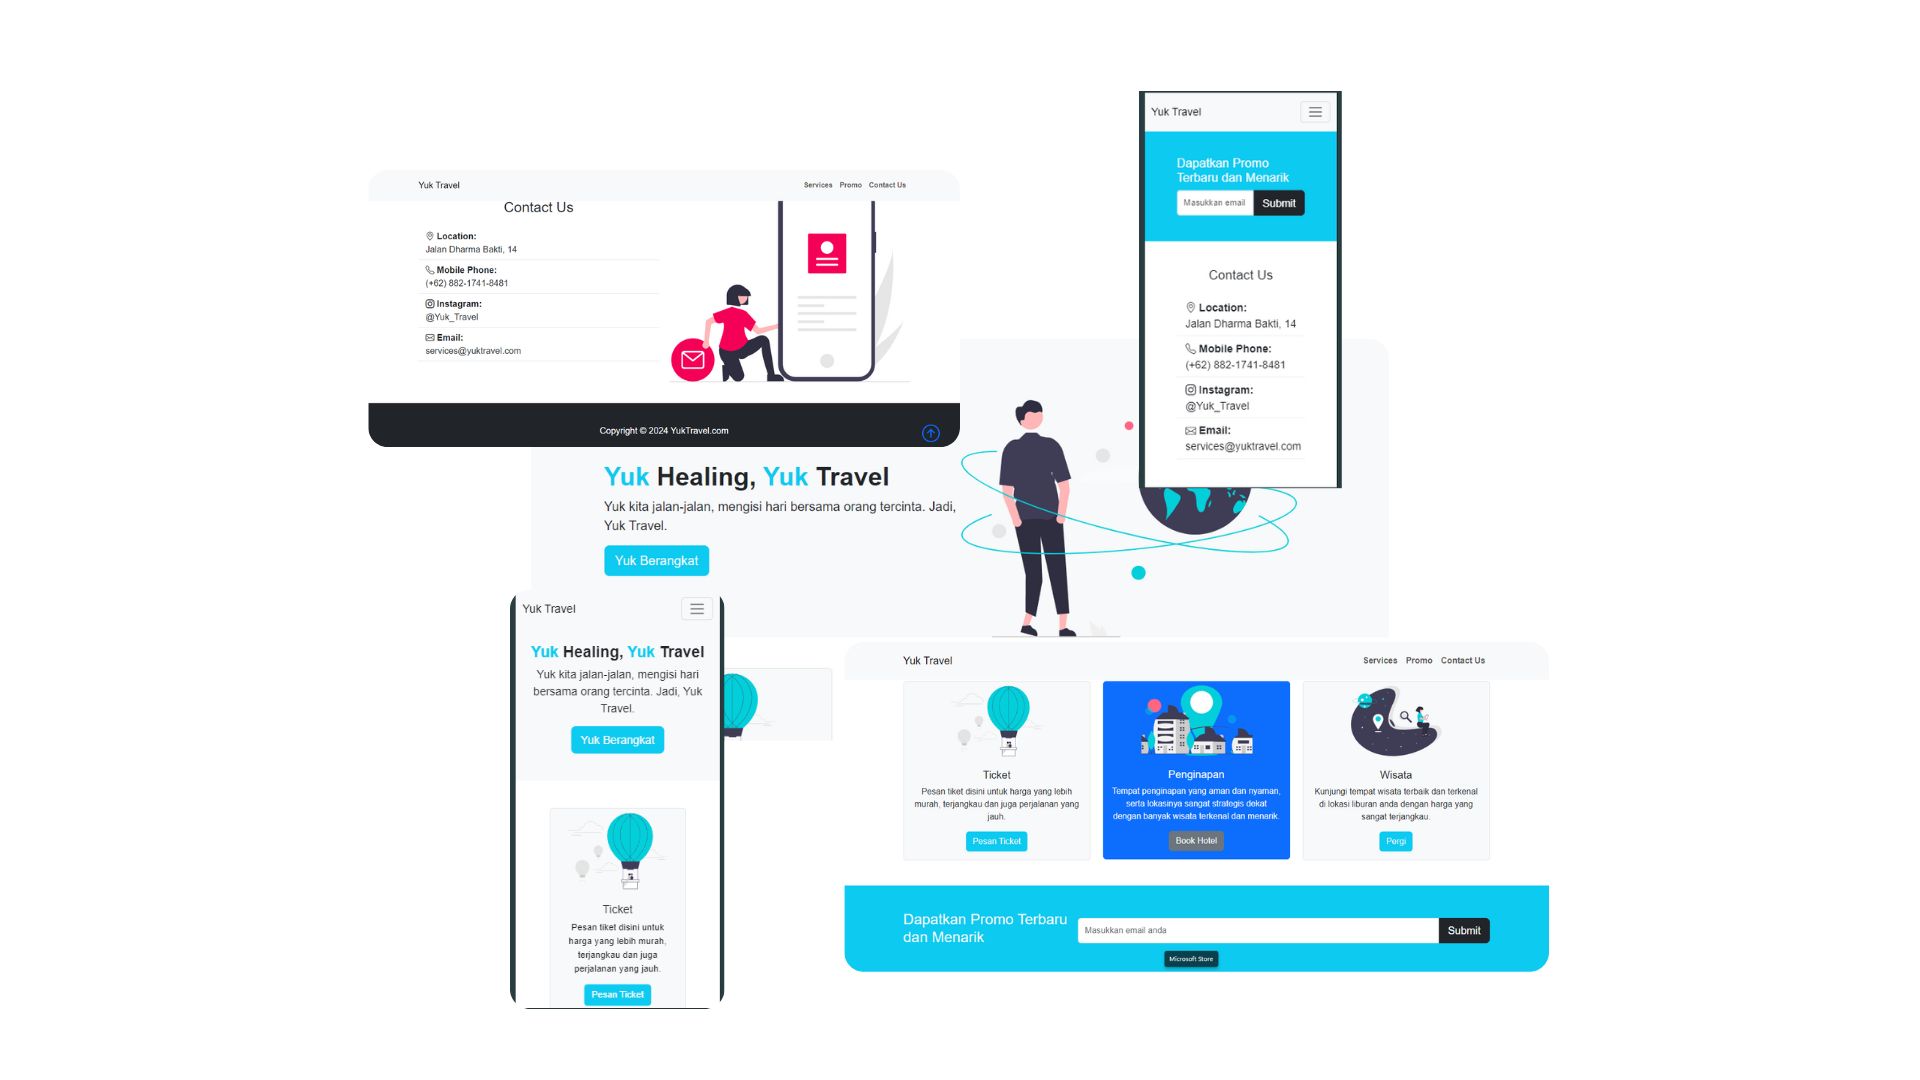 Yuk Travel
Services Promo Contact Us
Contact Us
Location:
Jalan Dharma Bakti, 14
Mobile Phone:
(+62) 882-1741-8481
Instagram:
@Yuk_Travel
Email:
services@yuktravel.com
Copyright © 2024 YukTravel.com
Yuk Travel
Dapatkan Promo
Terbaru dan Menarik
Masukkan email
Submit
Contact Us
Location:
Jalan Dharma Bakti, 14
Mobile Phone:
(+62) 882-1741-8481
Instagram:
@Yuk_Travel
Email:
services@yuktravel.com
Yuk Healing, Yuk Travel
Yuk kita jalan-jalan, mengisi hari bersama orang tercinta. Jadi,
Yuk Travel.
Yuk Berangkat
Yuk Travel
Yuk Healing, Yuk Travel
Yuk kita jalan-jalan, mengisi hari
bersama orang tercinta. Jadi, Yuk
Travel.
Yuk Berangkat
Ticket
Pesan tiket disini untuk
harga yang lebih murah,
terjangkau dan juga
perjalanan yang jauh.
Pesan Ticket
Yuk Travel
Services Promo Contact Us
Ticket
Pesan tiket disini untuk harga yang lebih
murah, terjangkau dan juga perjalanan yang
jauh.
Pesan Ticket
Penginapan
Tempat penginapan yang aman dan nyaman,
serta lokasinya sangat strategis dekat
dengan banyak wisata terkenal dan menarik.
Book Hotel
Wisata
Kunjungi tempat wisata terbaik dan terkenal
di lokasi liburan anda dengan harga yang
sangat terjangkau.
Pergi
Dapatkan Promo Terbaru
dan Menarik
Masukkan email anda
Submit
Microsoft Store